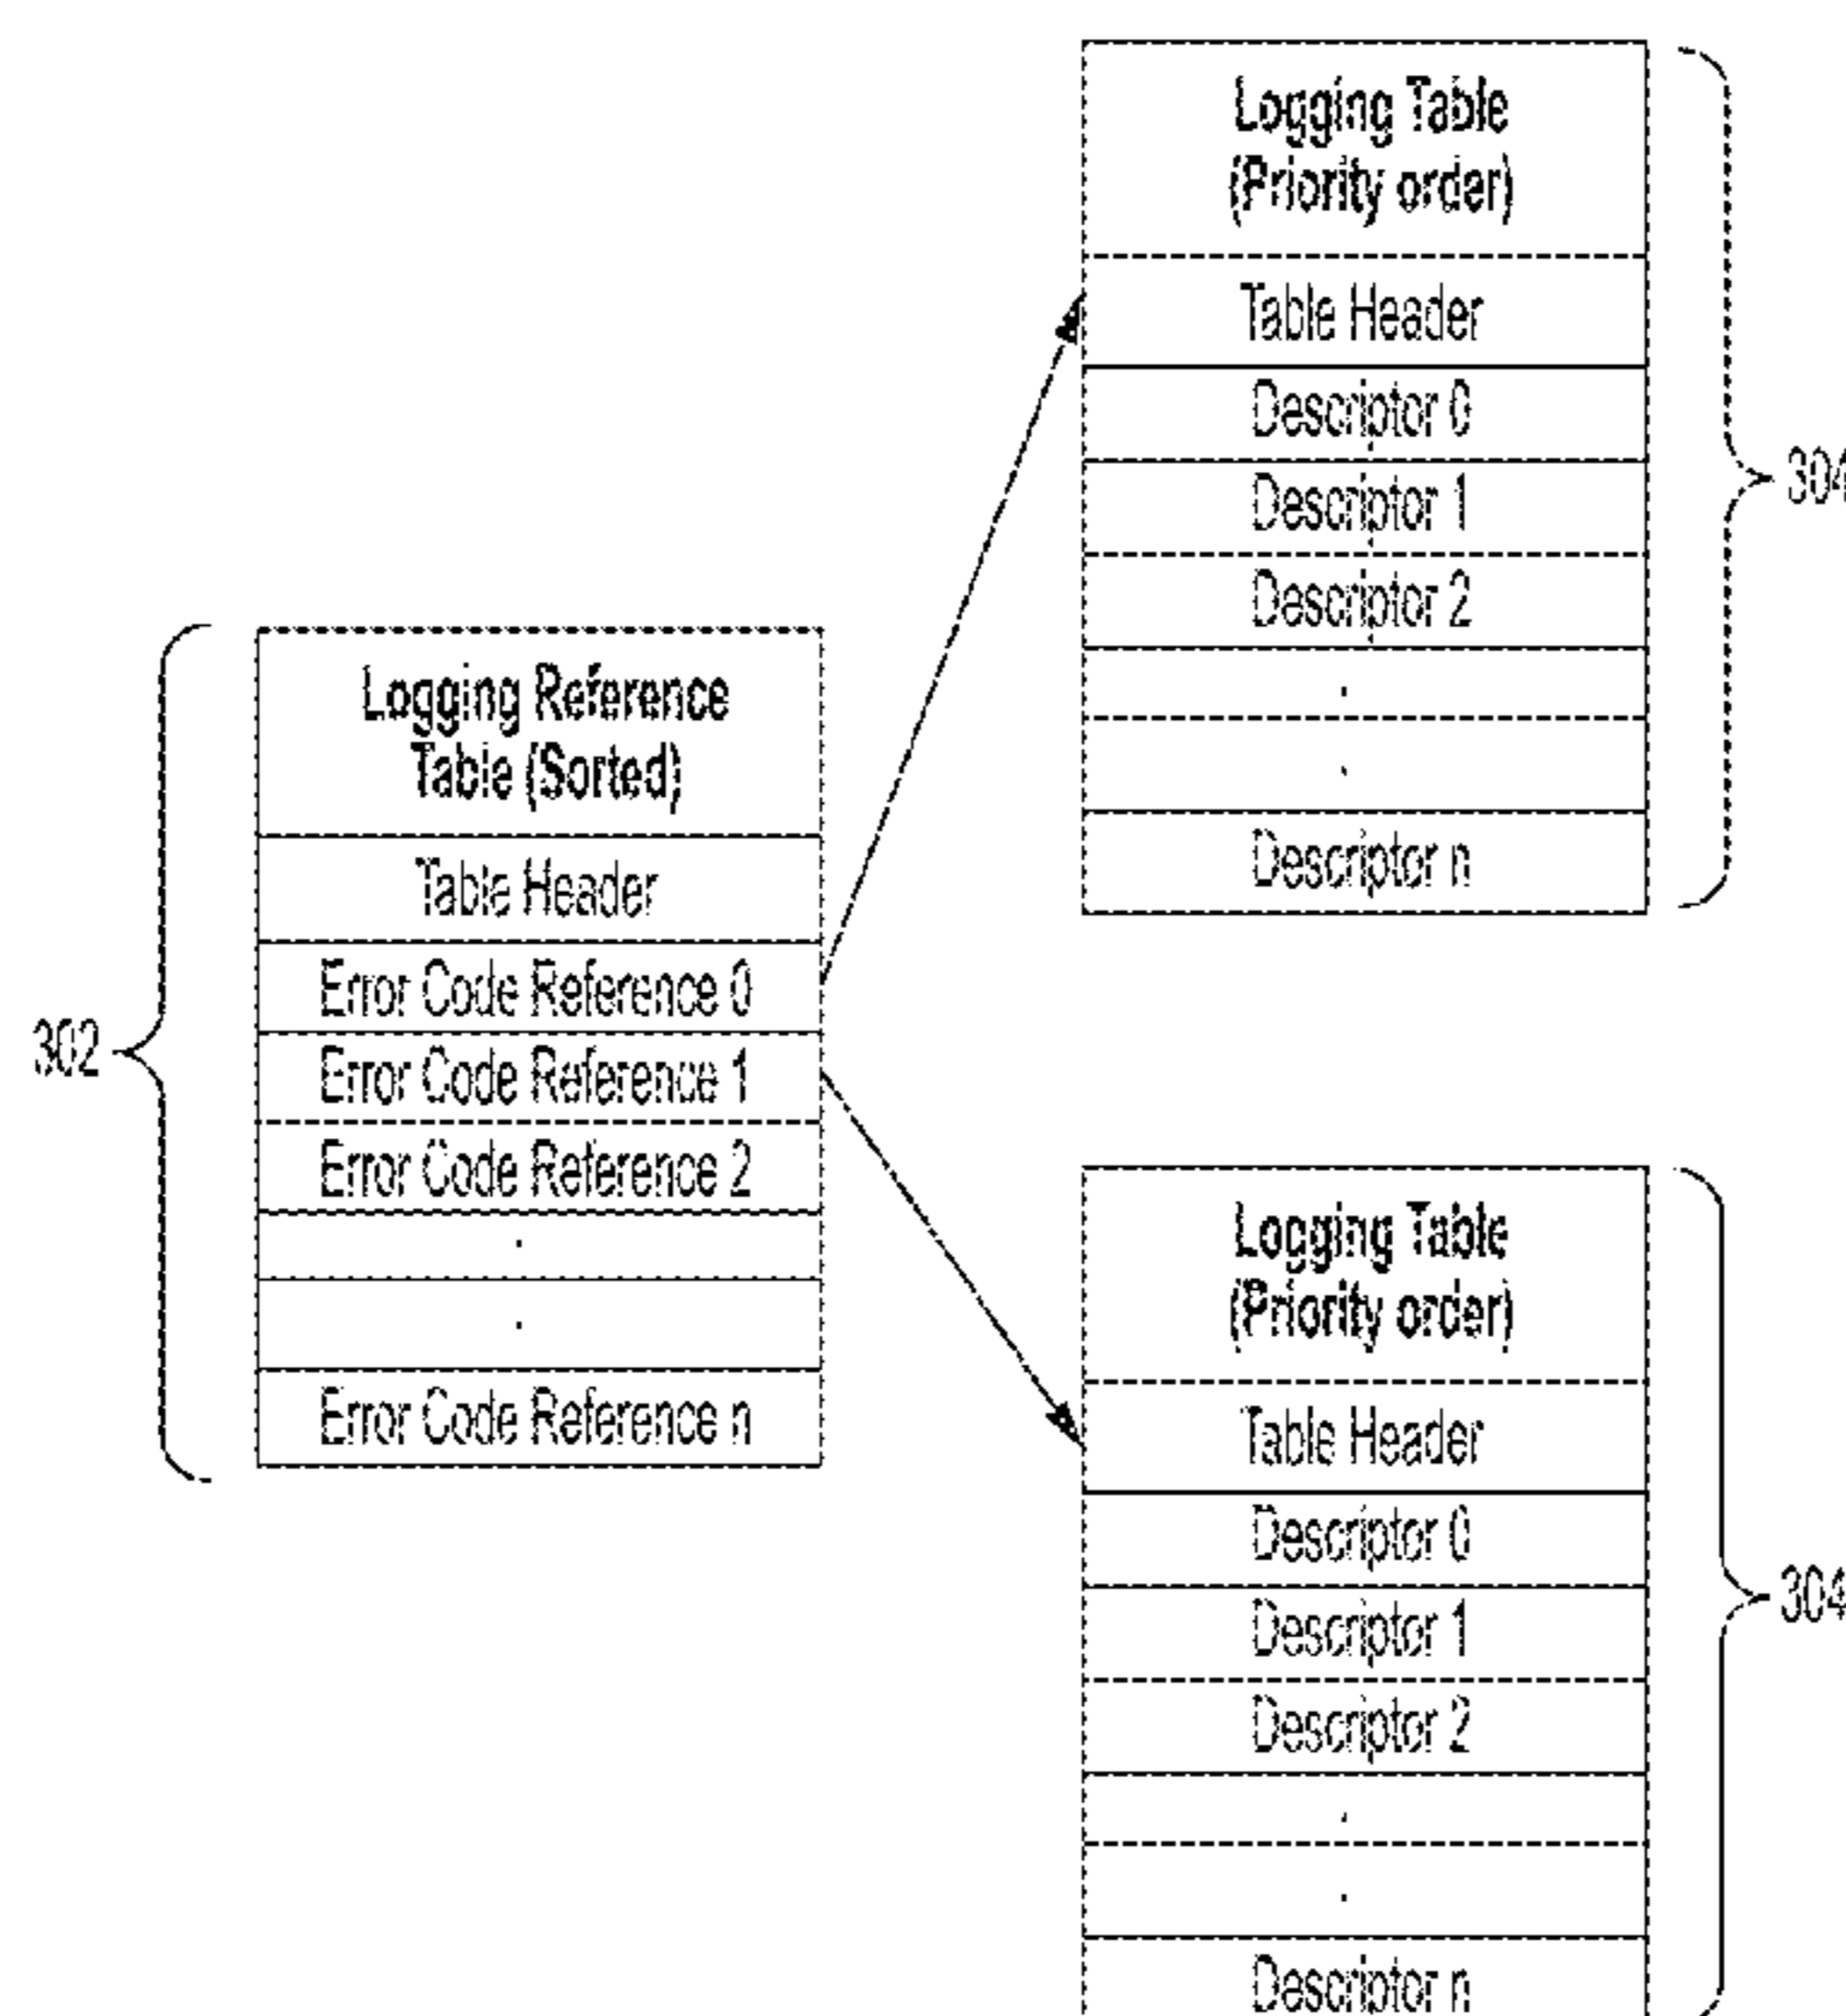 Logging Table
(Priority order)
Table Header
Descriptor 0
Descriptor 1
Descriptor 2
.
.
Descriptor n
304
302
Logging Reference
Table (Sorted)
Table Header
Error Code Reference 0
Error Code Reference 1
Error Code Reference 2
.
.
Error Code Reference n
Logging Table
(Priority order)
Table Header
Descriptor 0
Descriptor 1
Descriptor 2
.
.
Descriptor n
304